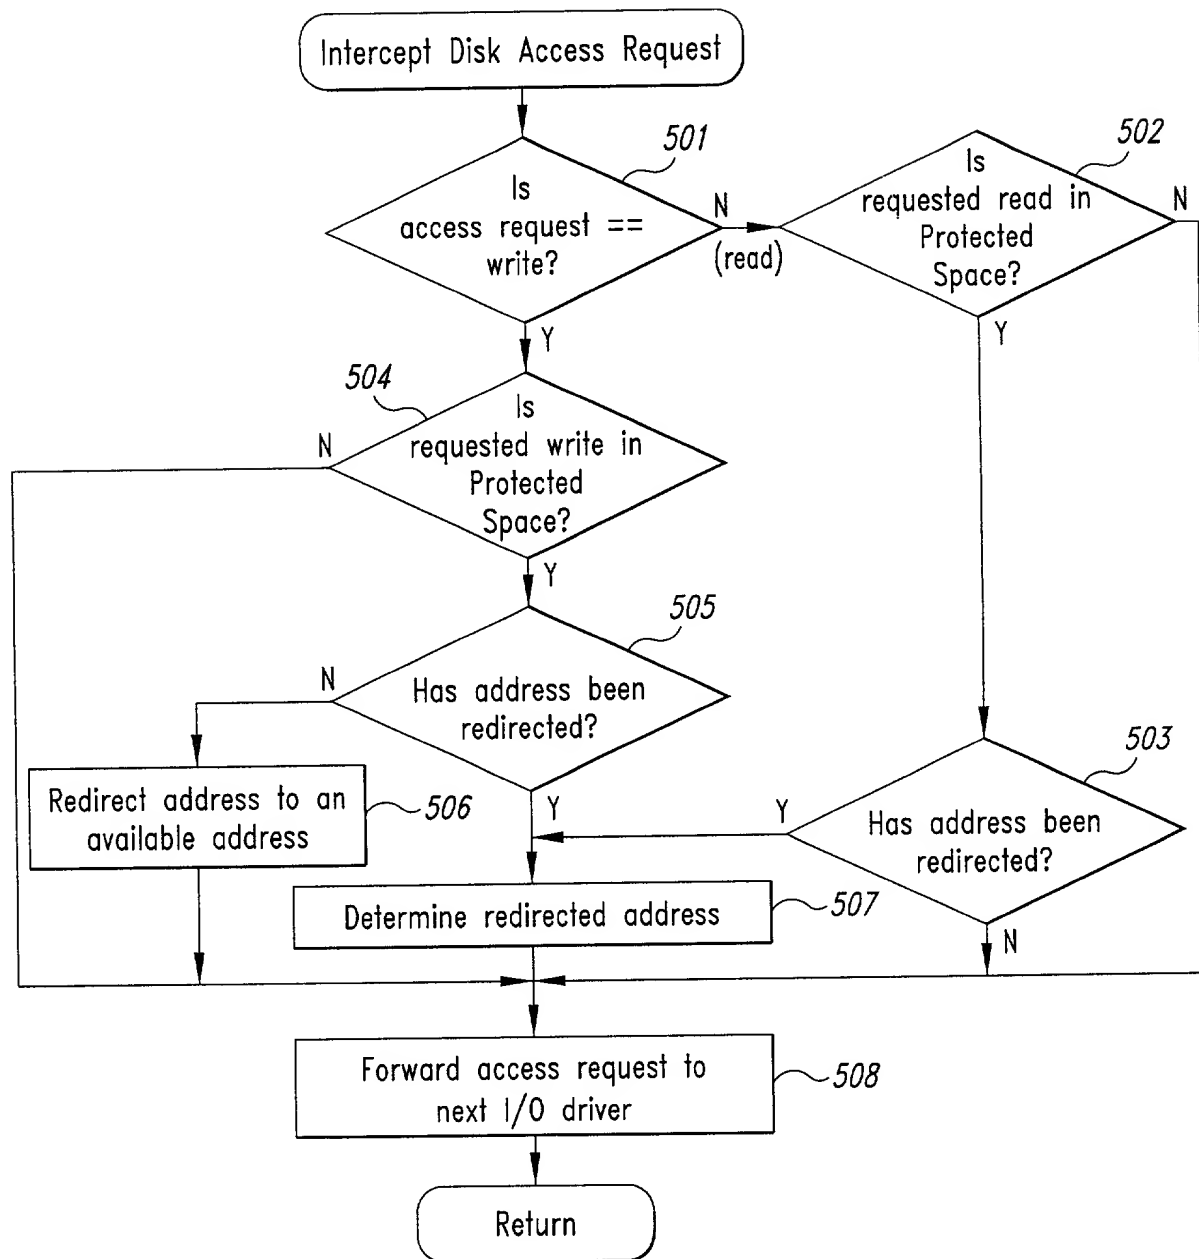 Intercept Disk Access Request
501
Is
access request ==
write?
N
(read)
Y
502
Is
requested read in
Protected
Space?
N
Y
504
Is
requested write in
Protected
Space?
N
Y
505
Has address been
redirected?
N
Y
503
Has address been
redirected?
Y
N
Redirect address to an
available address
506
Determine redirected address
507
Forward access request to
next I/O driver
508
Return